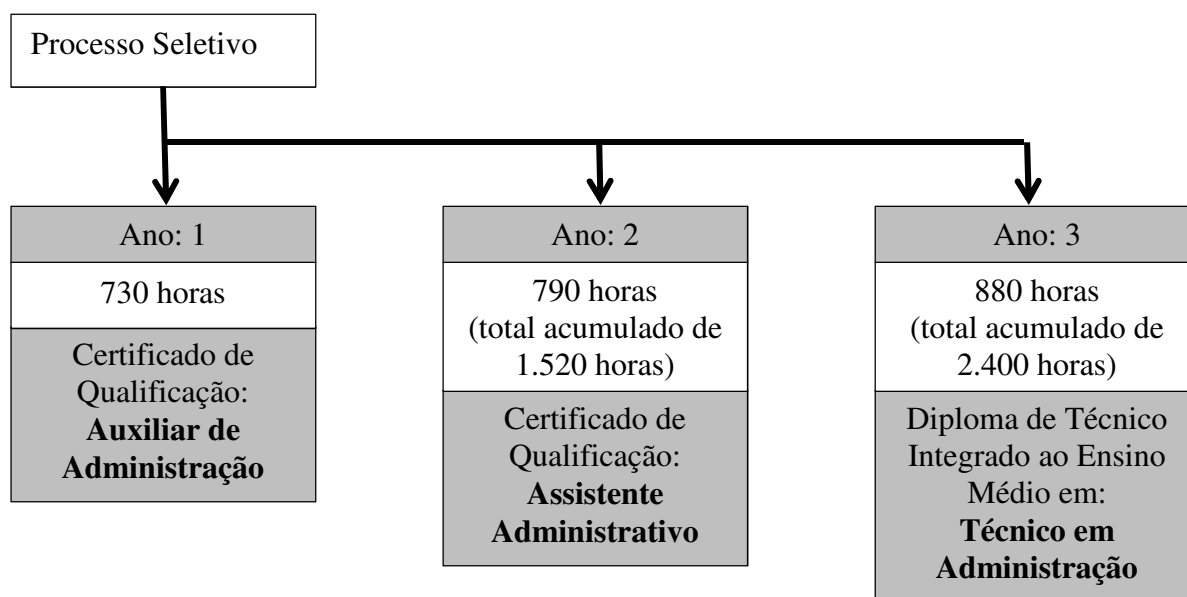 Processo Seletivo
Ano: 1
730 horas
Certificado de
Qualificação:
Auxiliar de
Administração
Ano: 2
790 horas
(total acumulado de
1.520 horas)
Certificado de
Qualificação:
Assistente
Administrativo
Ano: 3
880 horas
(total acumulado de
2.400 horas)
Diploma de Técnico
Integrado ao Ensino
Médio em:
Técnico em
Administração